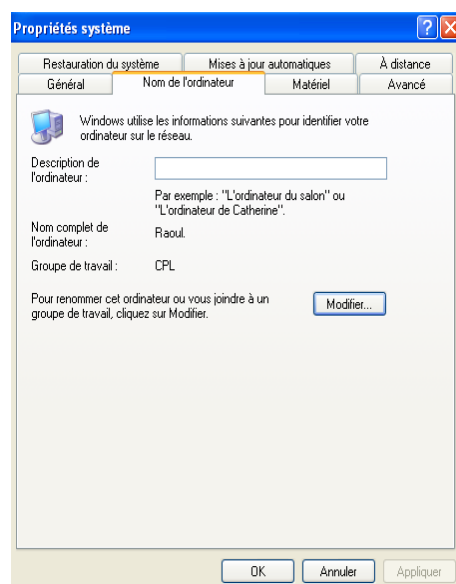 Propriétés système
Restauration du système Mises à jour automatiques À distance
Général Nom de l'ordinateur Matériel Avancé
Windows utilise les informations suivantes pour identifier votre
ordinateur sur le réseau.
Description de
l'ordinateur :
Par exemple : "L'ordinateur du salon" ou
"L'ordinateur de Catherine".
Nom complet de
l'ordinateur :
Raoul.
Groupe de travail : CPL
Pour renommer cet ordinateur ou vous joindre à un
groupe de travail, cliquez sur Modifier.
Modifier...
OK Annuler Appliquer